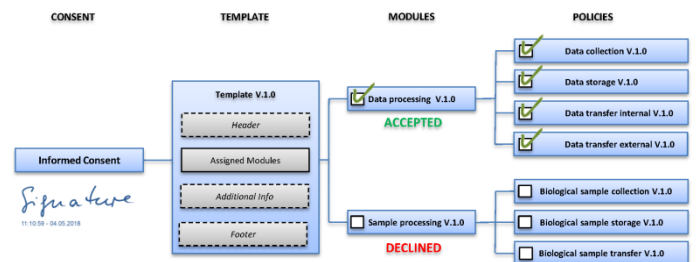 CONSENT
TEMPLATE
MODULES
POLICIES
Informed Consent
Signature
11:10:59 - 04.05.2018
Template V.1.0
Header
Assigned Modules
Additional Info
Footer
Data processing V.1.0
ACCEPTED
Sample processing V.1.0
DECLINED
Data collection V.1.0
Data storage V.1.0
Data transfer internal V.1.0
Data transfer external V.1.0
Biological sample collection V.1.0
Biological sample storage V.1.0
Biological sample transfer V.1.0